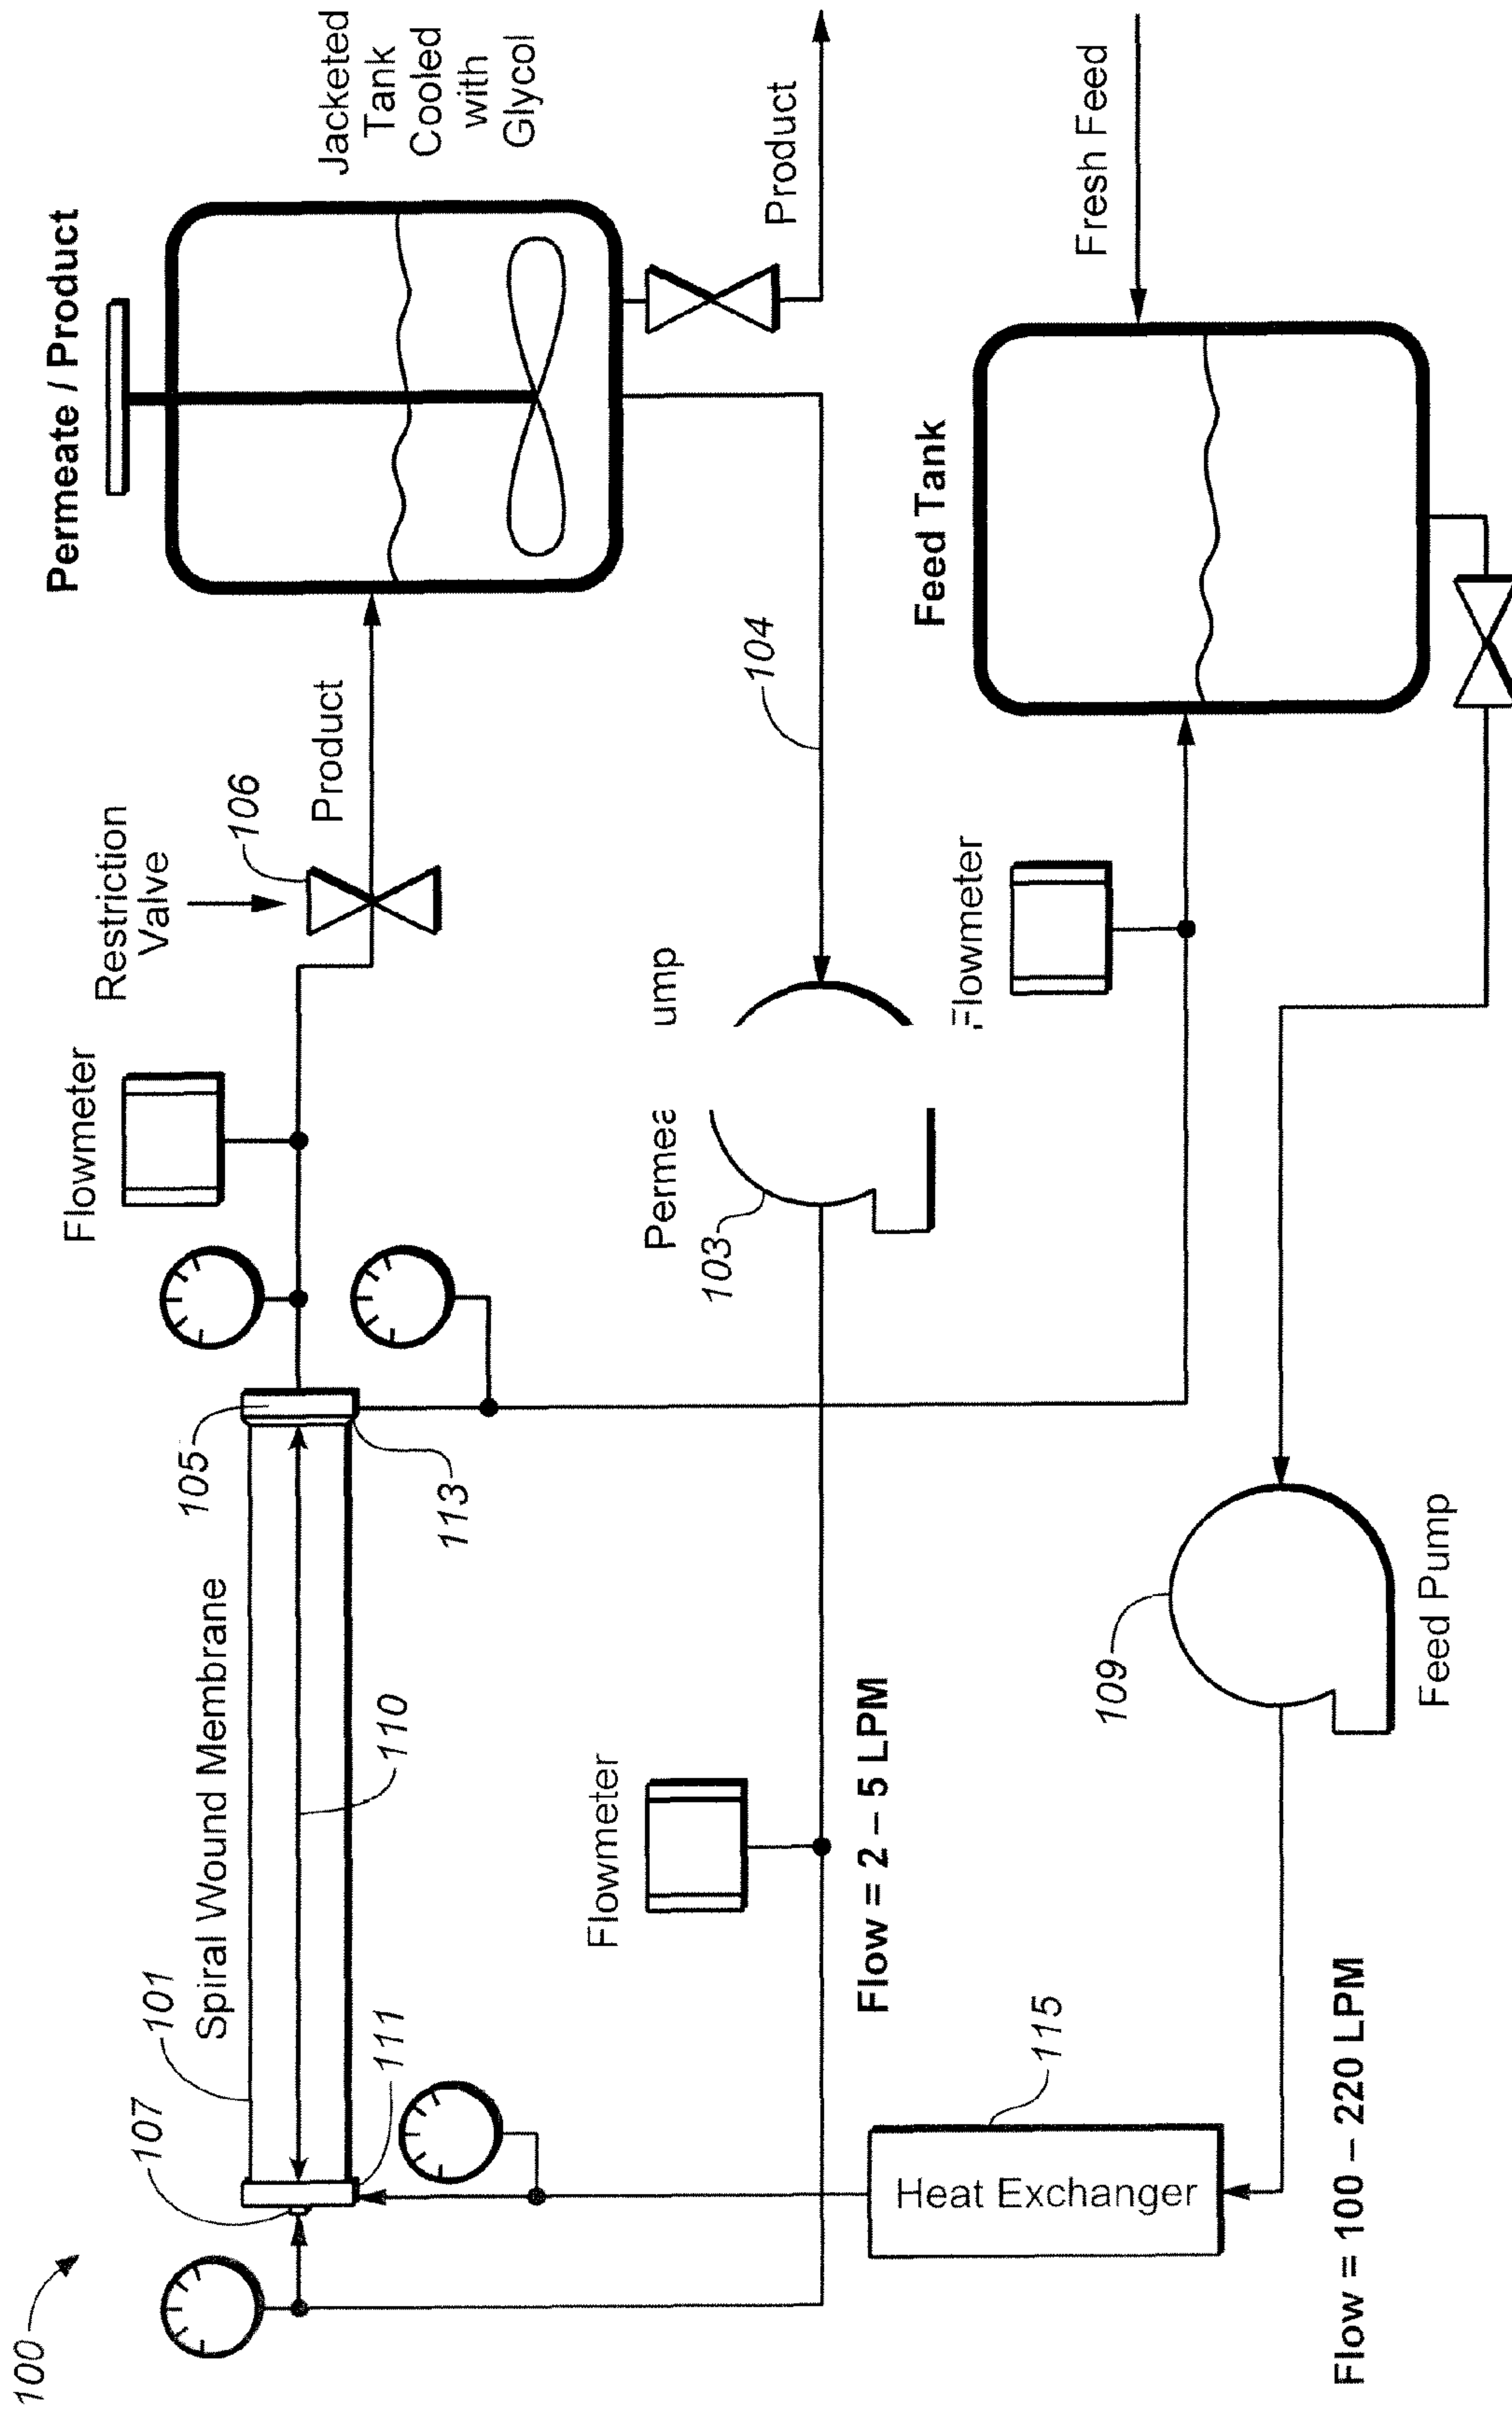 100
107
101
Spiral Wound Membrane
105
Flowmeter
Restriction
Valve
106
Product
Permeate / Product
Jacketed
Tank
Cooled
with
Glycol
110
111
113
Product
Flowmeter
Flow = 2 – 5 LPM
103
104
Feed Tank
Fresh Feed
Flowmeter
115
Heat Exchanger
109
Feed Pump
Flow = 100 – 220 LPM